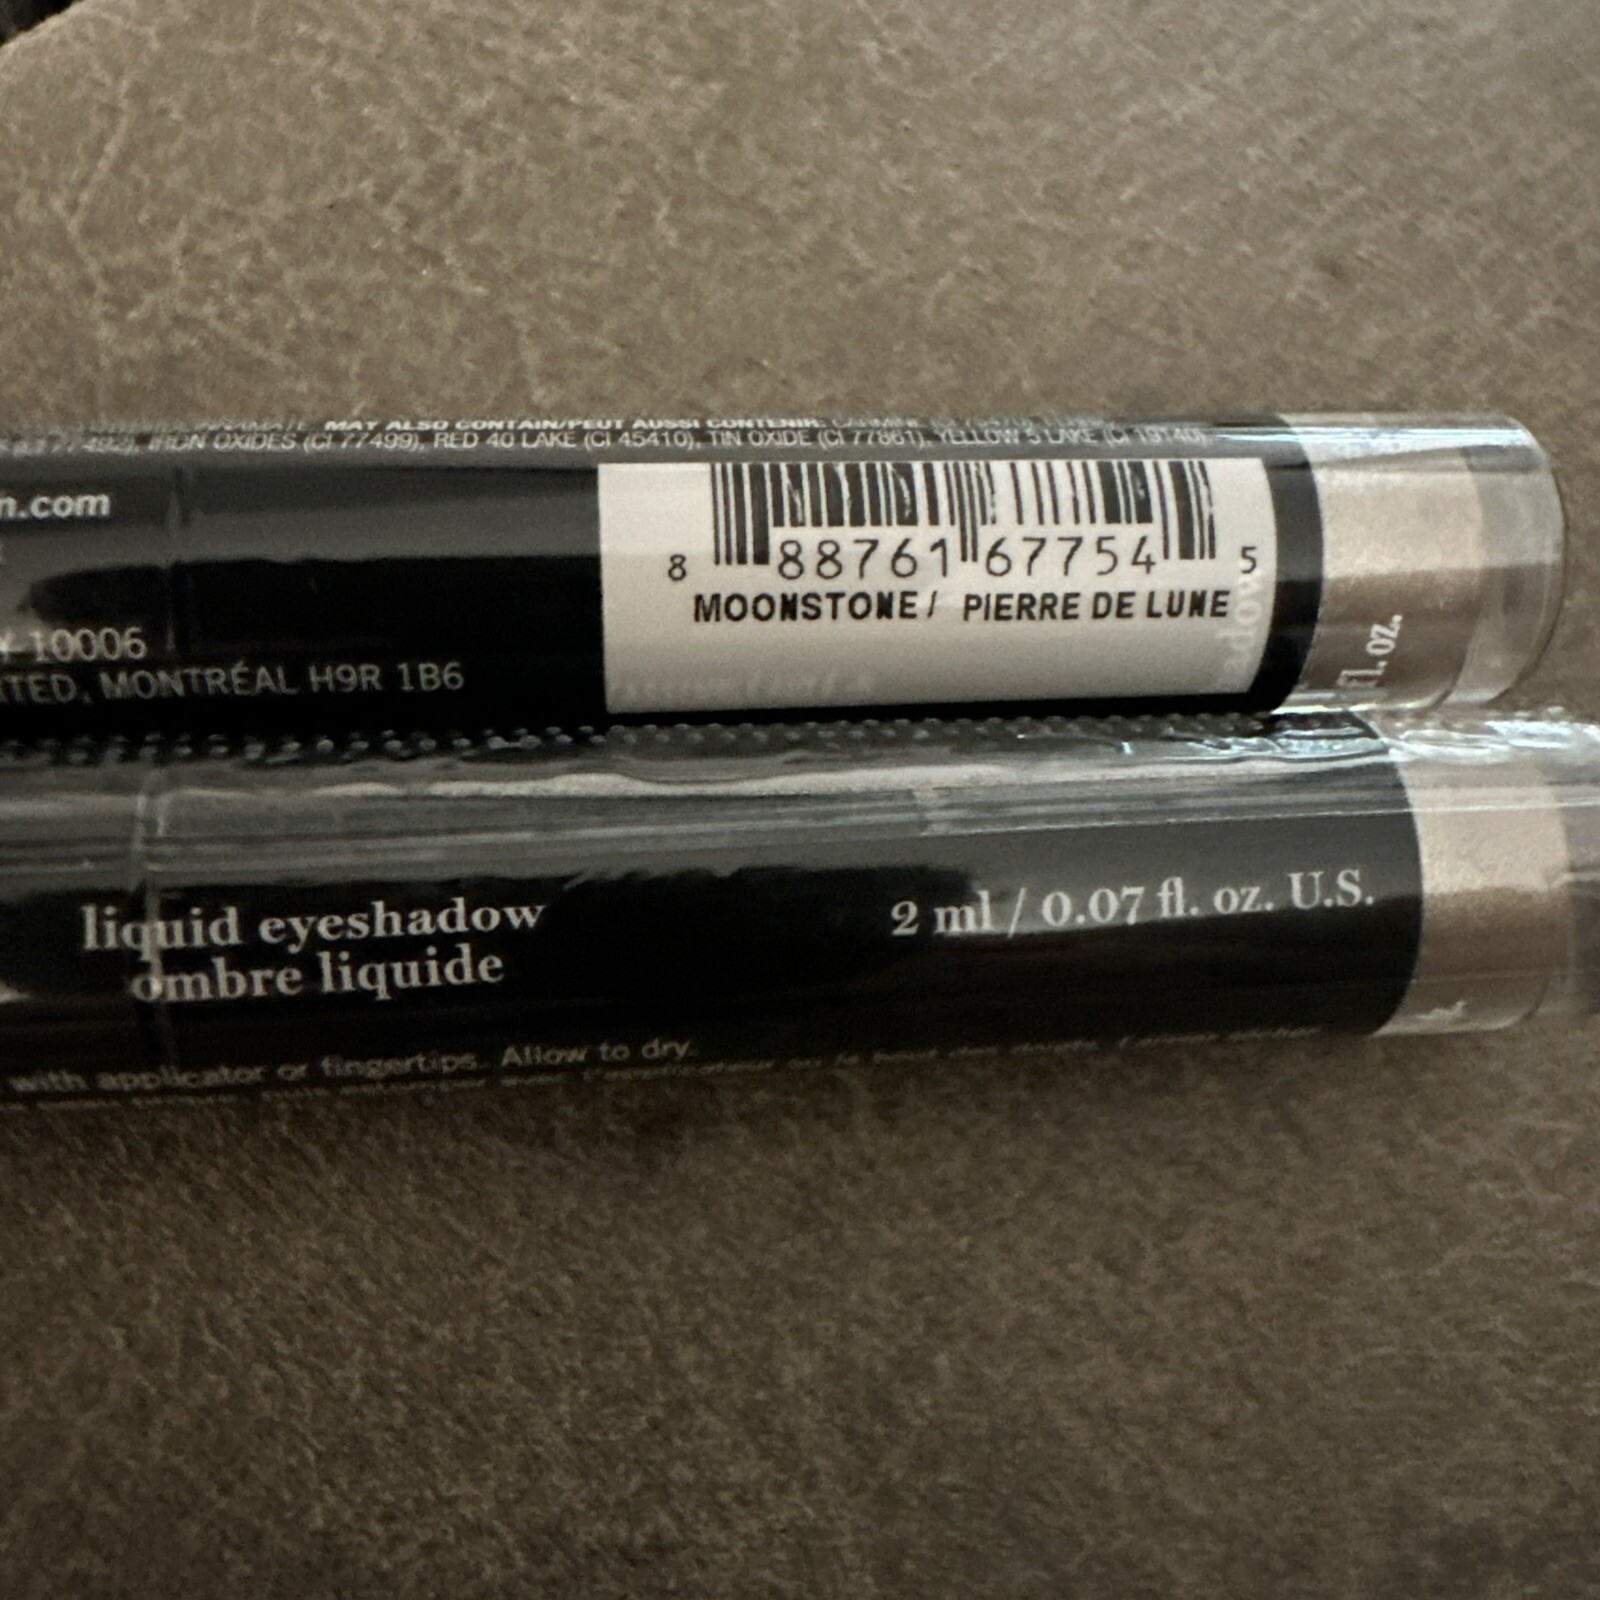 MAY ALSO CONTAIN/PEUT AUSSI CONTENIR: CARMINE
IRON OXIDES (CI 77499), RED 40 LAKE (CI 45410), TIN OXIDE (CI 77861), YELLOW 5 LAKE (CI 19140)
n.com
8 88761 67754 5
MOONSTONE/ PIERRE DE LUNE
10006
TED, MONTRÉAL H9R 1B6
fl. oz.
adow
liquid eyeshadow
ombre liquide
2 ml / 0.07 fl. oz. U.S.
with applicator or fingertips. Allow to dry.